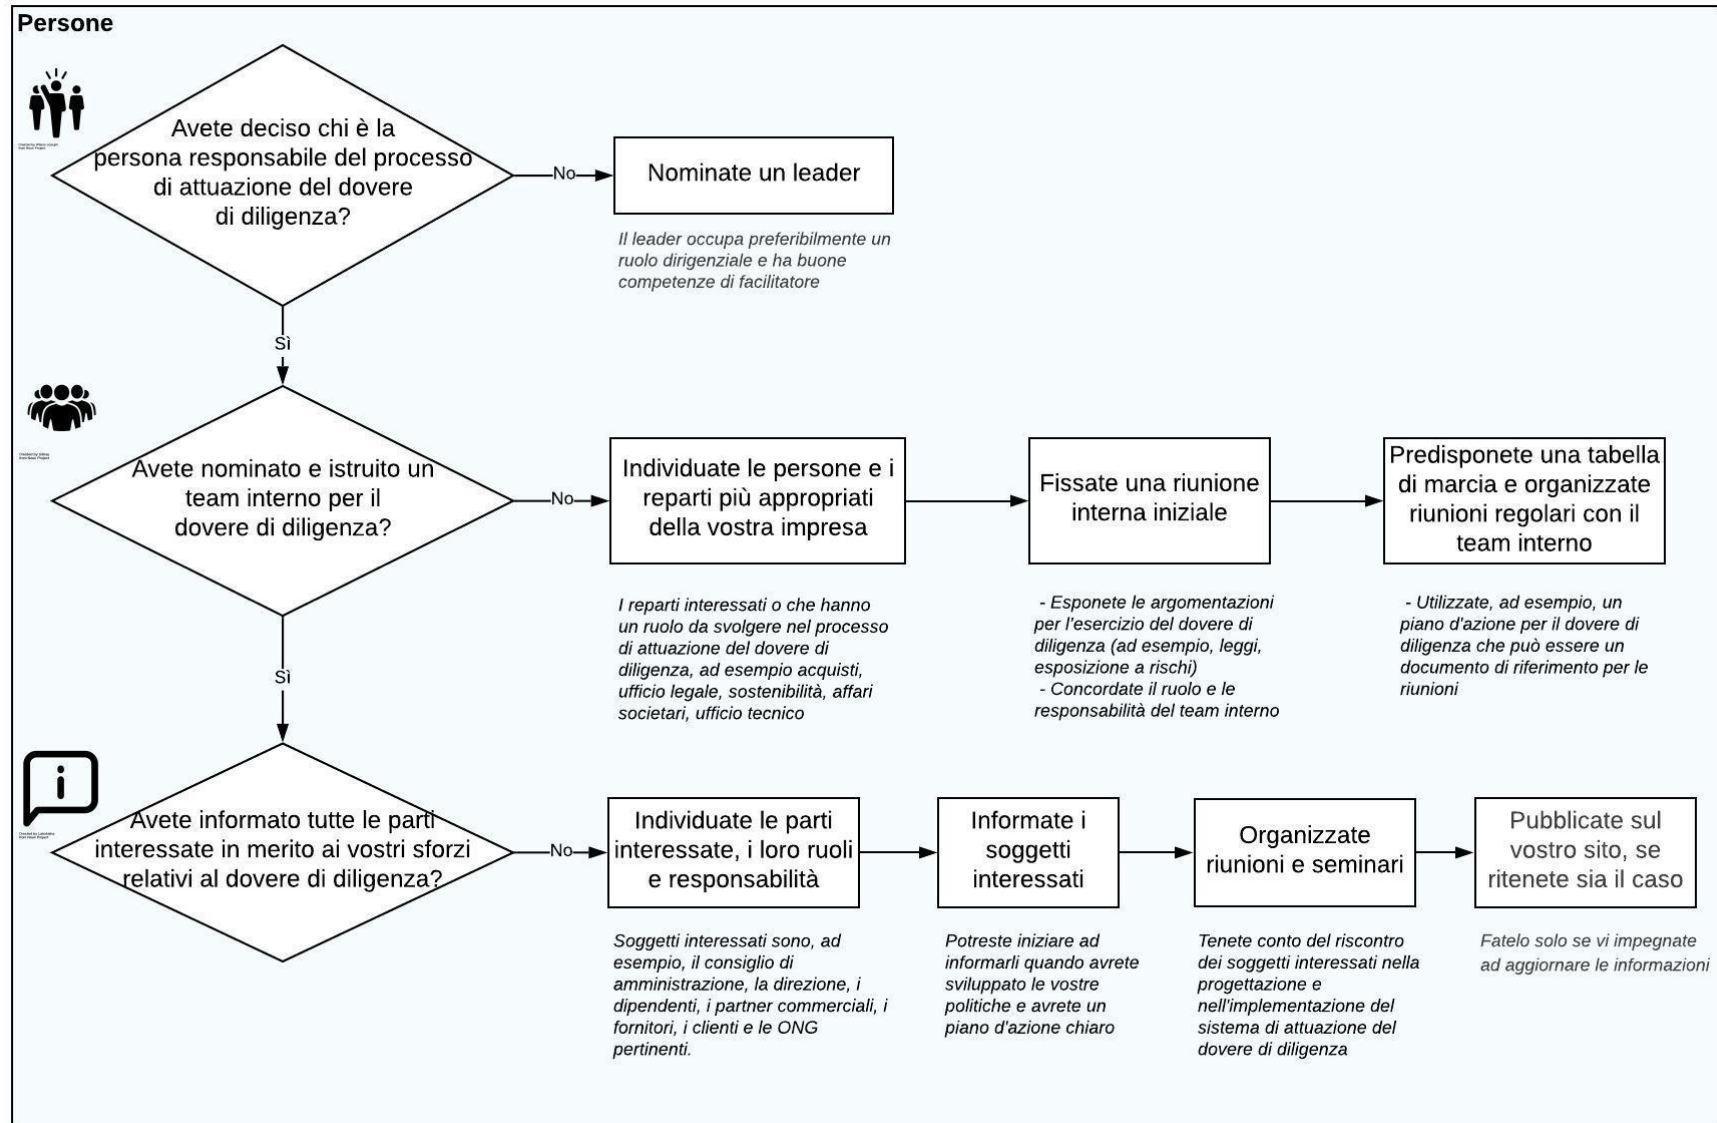 Persone
Avete deciso chi è la
persona responsabile del processo
di attuazione del dovere
di diligenza?
No
Nominate un leader
Il leader occupa preferibilmente un
ruolo dirigenziale e ha buone
competenze di facilitatore
Sì
Avete nominato e istruito un
team interno per il
dovere di diligenza?
No
Individuate le persone e i
reparti più appropriati
della vostra impresa
Fissate una riunione
interna iniziale
Predisponete una tabella
di marcia e organizzate
riunioni regolari con il
team interno
I reparti interessati o che hanno
un ruolo da svolgere nel processo
di attuazione del dovere di
diligenza, ad esempio acquisti,
ufficio legale, sostenibilità, affari
societari, ufficio tecnico
- Esponete le argomentazioni
per l'esercizio del dovere di
diligenza (ad esempio, leggi,
esposizione a rischi)
- Concordate il ruolo e le
responsabilità del team interno
- Utilizzate, ad esempio, un
piano d'azione per il dovere di
diligenza che può essere un
documento di riferimento per le
riunioni
Sì
Avete informato tutte le parti
interessate in merito ai vostri sforzi
relativi al dovere di diligenza?
No
Individuate le parti
interessate, i loro ruoli
e responsabilità
Informate i
soggetti
interessati
Organizzate
riunioni e seminari
Pubblicate sul
vostro sito, se
ritenete sia il caso
Soggetti interessati sono, ad
esempio, il consiglio di
amministrazione, la direzione, i
dipendenti, i partner commerciali, i
fornitori, i clienti e le ONG
pertinenti.
Potreste iniziare ad
informarli quando avrete
sviluppato le vostre
politiche e avrete un
piano d'azione chiaro
Tenete conto del riscontro
dei soggetti interessati nella
progettazione e
nell'implementazione del
sistema di attuazione del
dovere di diligenza
Fatelo solo se vi impegnate
ad aggiornare le informazioni